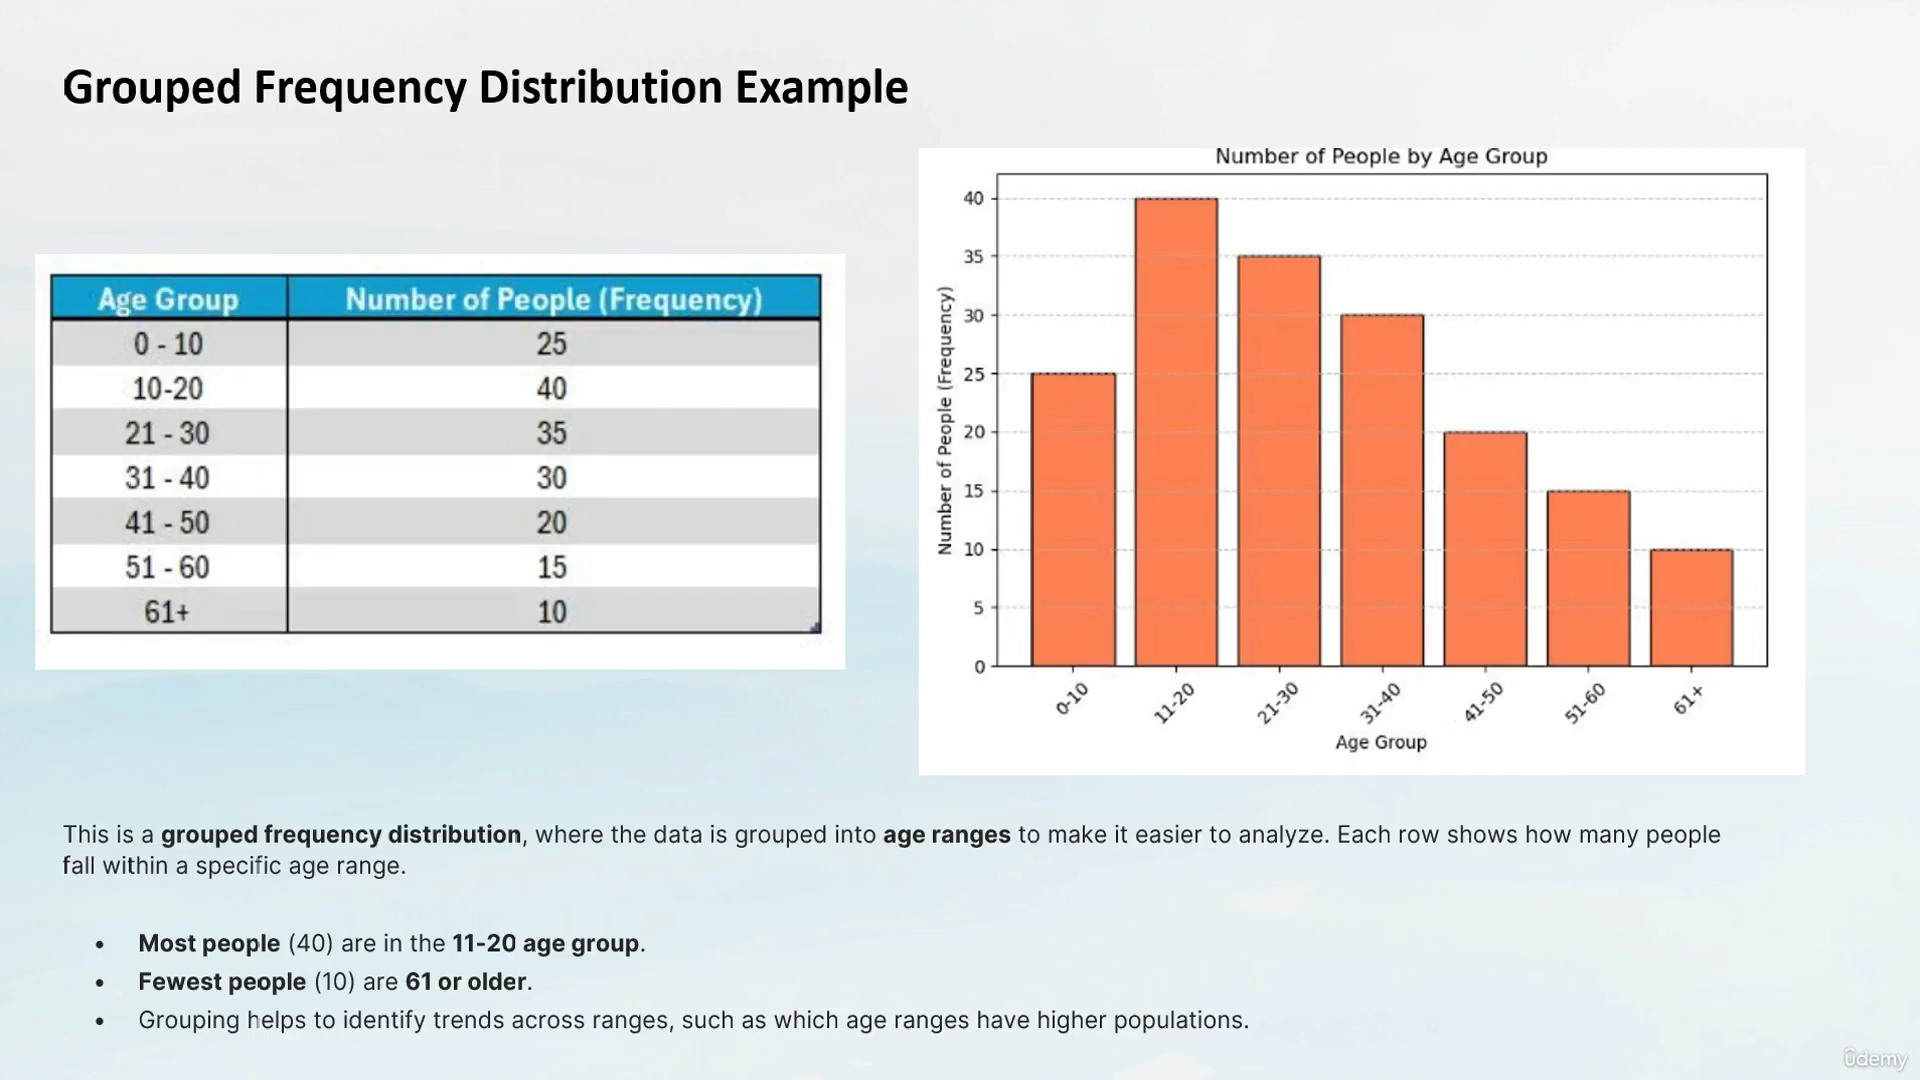 Grouped Frequency Distribution Example
Age Group Number of People (Frequency)
0 - 10 25
10-20 40
21 - 30 35
31 - 40 30
41 - 50 20
51 - 60 15
61+ 10
Number of People by Age Group
Number of People (Frequency)
40
35
30
25
20
15
10
5
0
0-10 11-20 21-30 31-40 41-50 51-60 61+
Age Group
This is a grouped frequency distribution, where the data is grouped into age ranges to make it easier to analyze. Each row shows how many people
fall within a specific age range.
• Most people (40) are in the 11-20 age group.
• Fewest people (10) are 61 or older.
• Grouping helps to identify trends across ranges, such as which age ranges have higher populations.
ûdemy